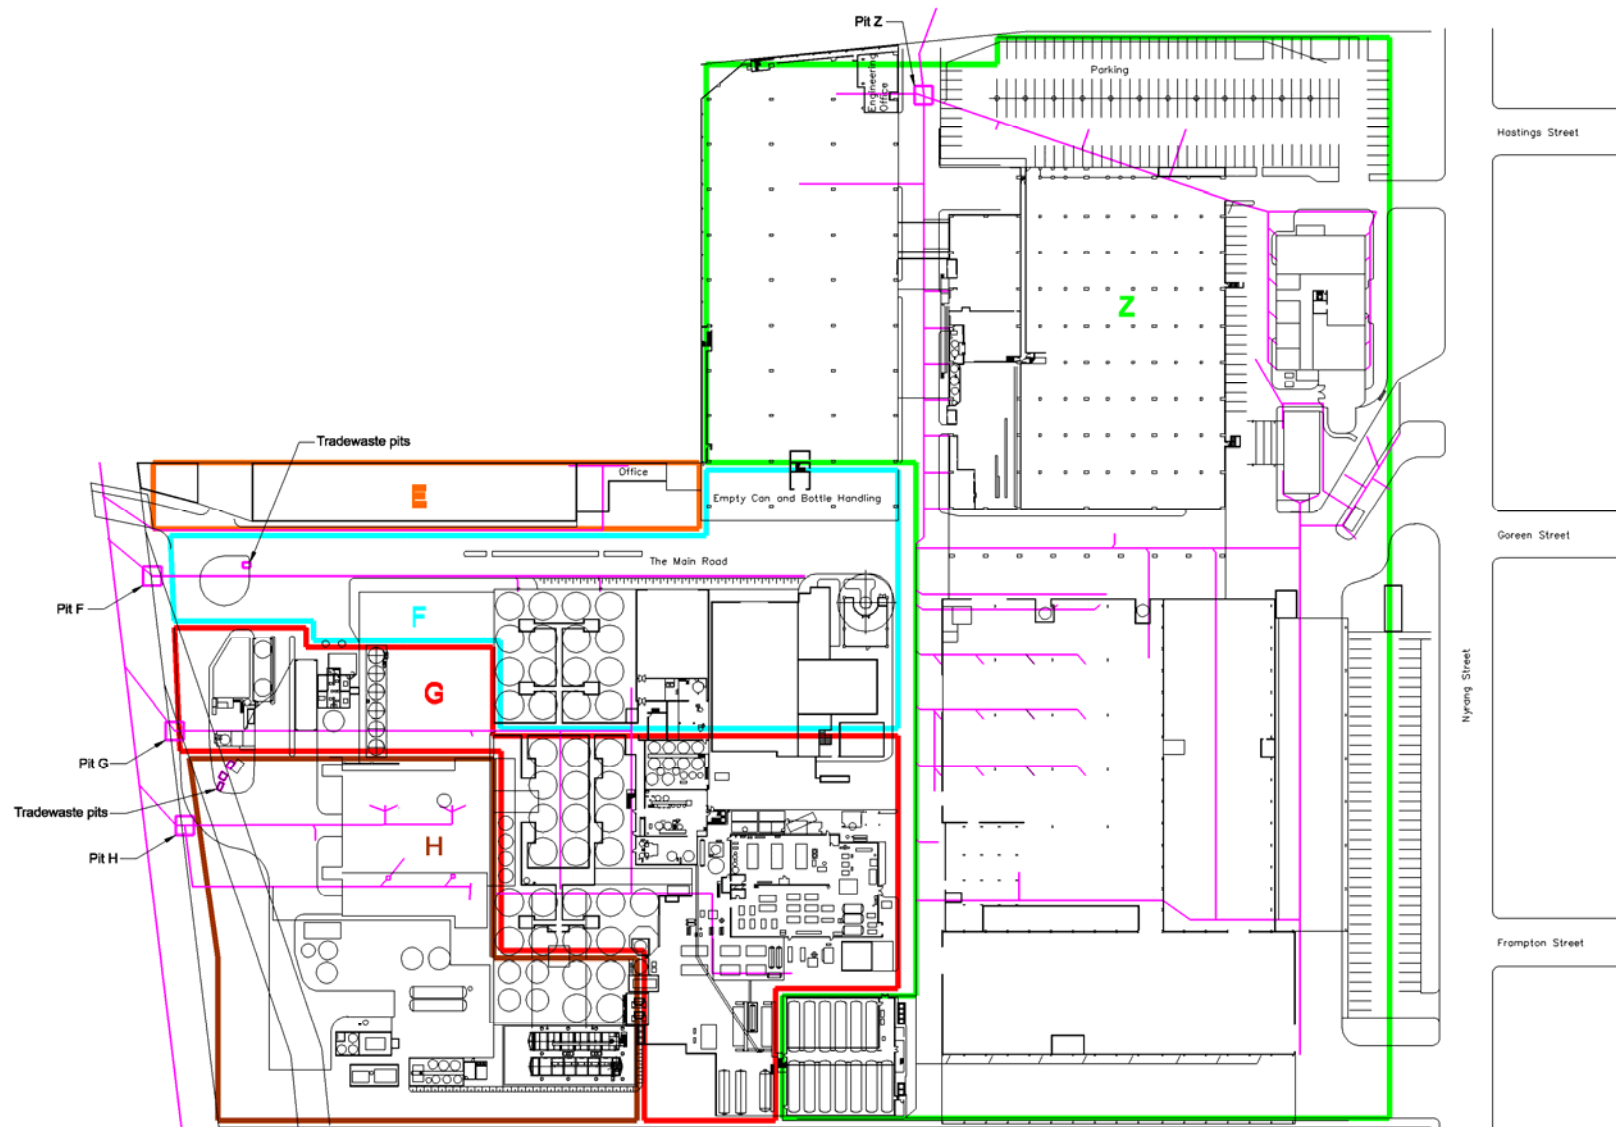 Pit Z
Engineering
Office
Parking
Hastings Street
Z
Tradewaste pits
Office
E
Empty Can and Bottle Handling
Goreen Street
The Main Road
Pit F
F
G
Nyrang Street
Pit G
Tradewaste pits
H
Pit H
Frampton Street